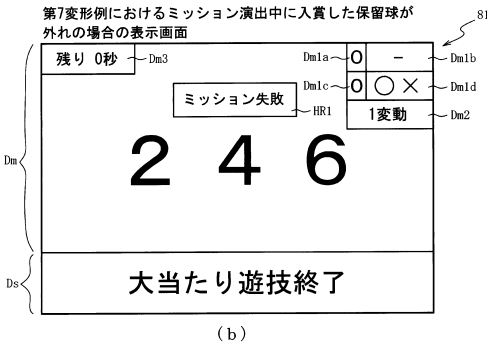 第7変形例におけるミッション演出中に入賞した保留球が
外れの場合の表示画面
81
残り 0秒
Dm3
Dm1a
0
－
Dm1b
Dm1c
0
○×
Dm1d
ミッション失敗
HR1
1変動
Dm2
Dm
2 4 6
Ds
大当たり遊技終了
(b)